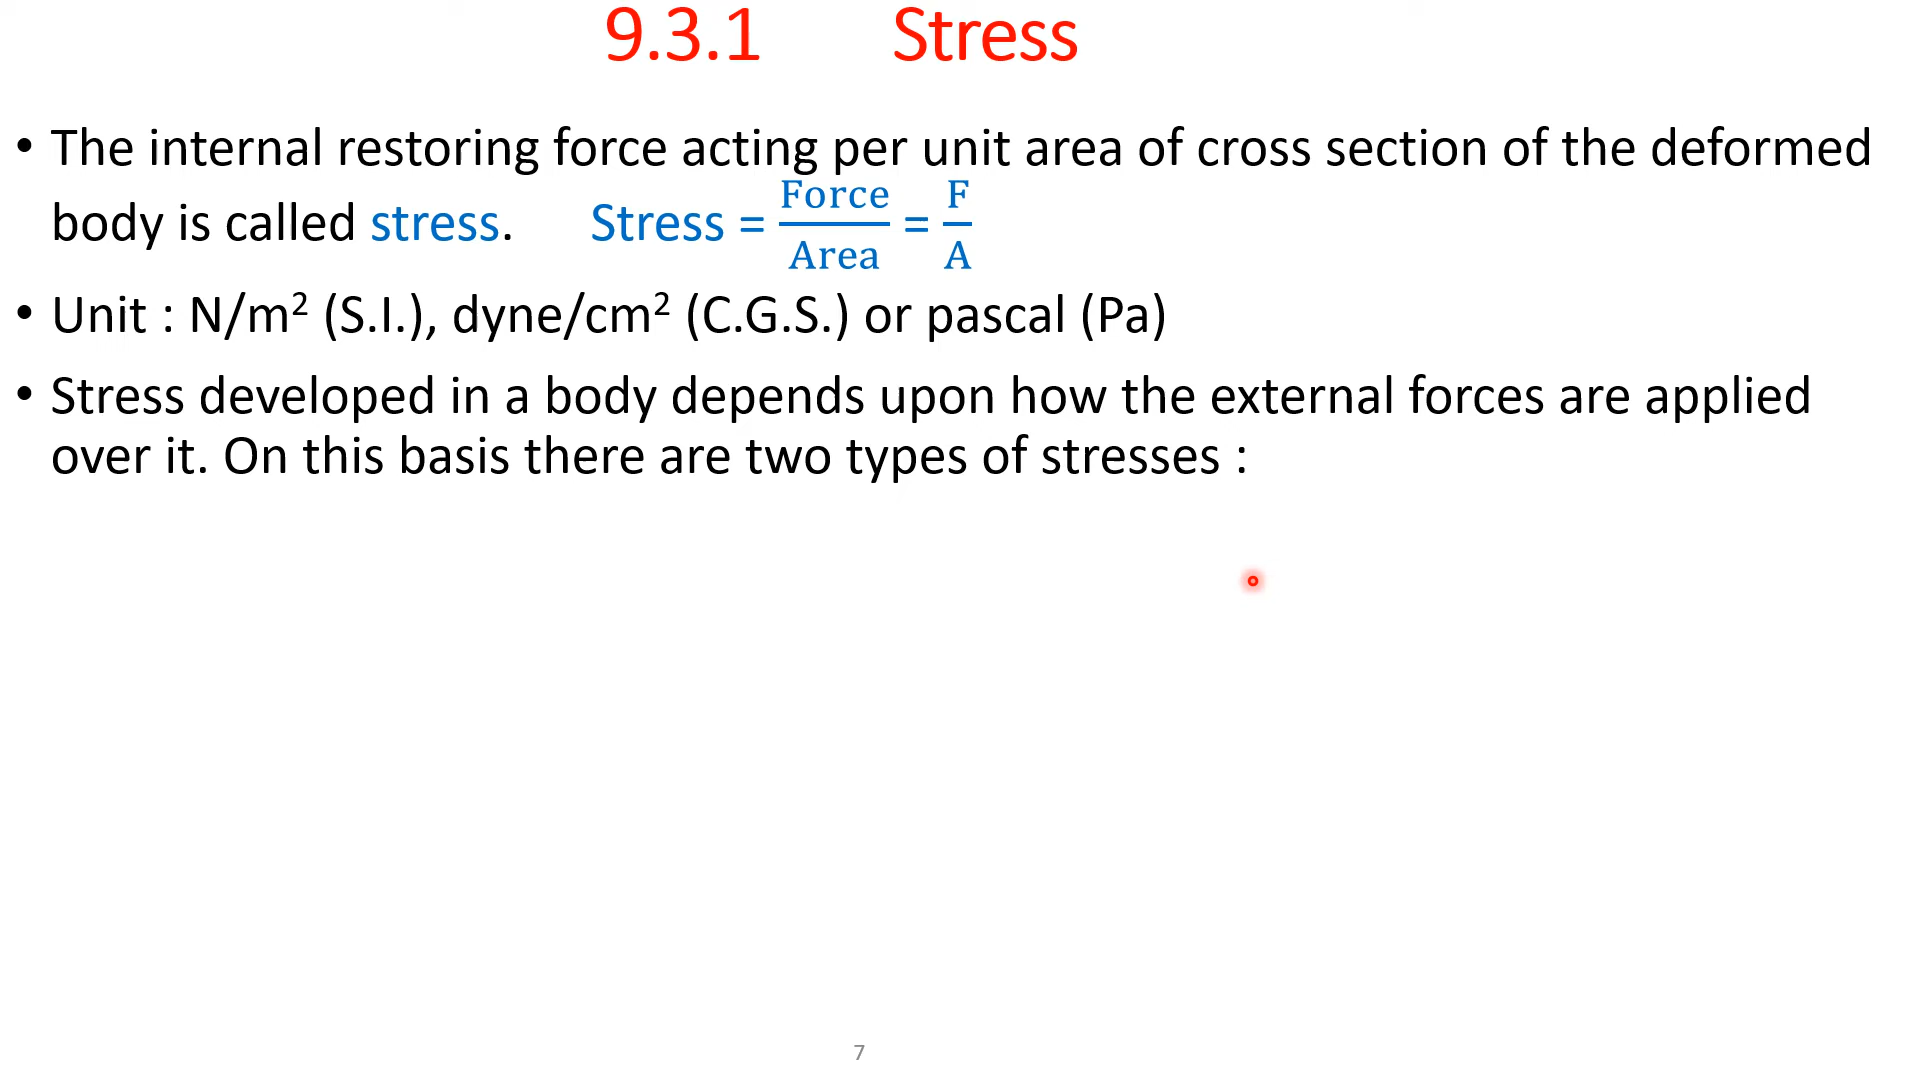 9.3.1 Stress
• The internal restoring force acting per unit area of cross section of the deformed
body is called stress. Stress = Force/Area = F/A
• Unit : N/m² (S.I.), dyne/cm² (C.G.S.) or pascal (Pa)
• Stress developed in a body depends upon how the external forces are applied
over it. On this basis there are two types of stresses :
7